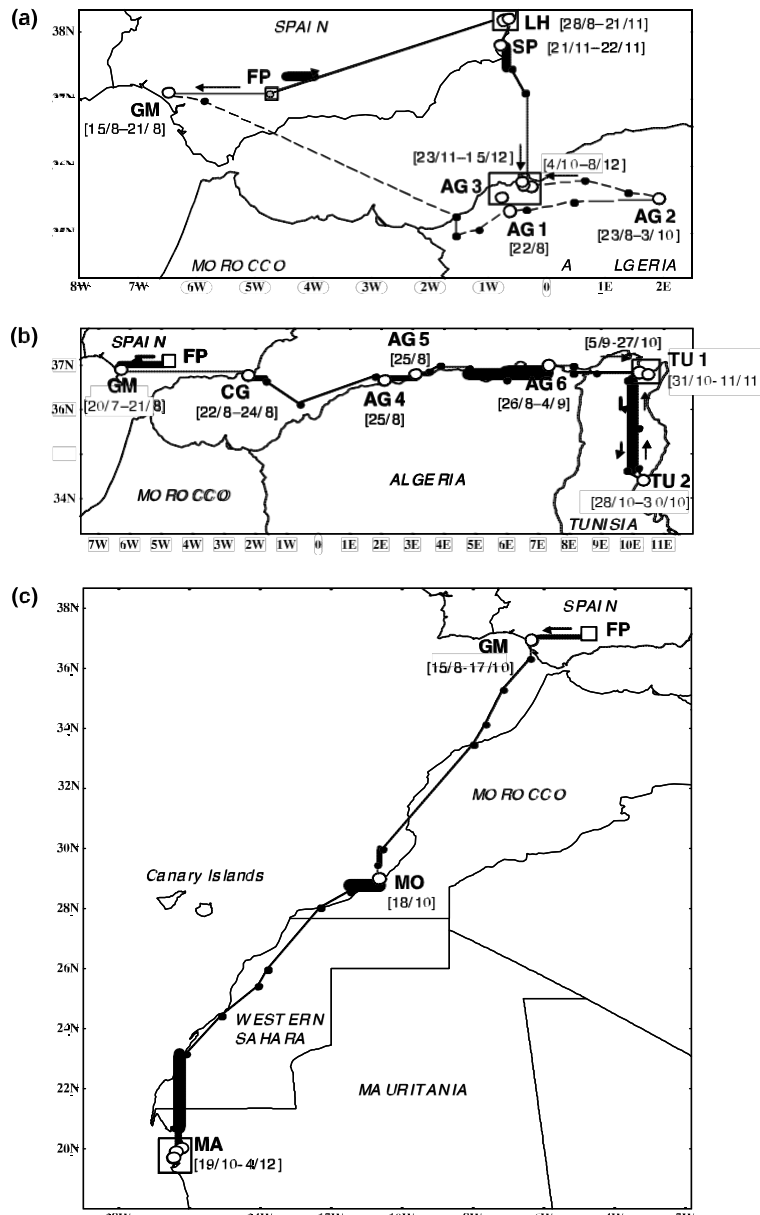 (a)
38N
SPAIN
LH [28/8–21/11]
SP [21/11–22/11]
FP
GM
[15/8–21/8]
[23/11–15/12]
[4/10–8/12]
AG 3
AG 1
[22/8]
AG 2
[23/8–3/10]
MOROCCO
ALGERIA
8W 7W 6W 5W 4W 3W 2W 1W 0 1E 2E
(b)
SPAIN
FP
AG 5
[25/8]
[5/9-27/10]
TU 1
[31/10-11/11
37N
GM
[20/7–21/8]
CG
[22/8–24/8]
AG 4
[25/8]
AG 6
[26/8–4/9]
36N
ALGERIA
TU 2
[28/10–30/10]
34N
MOROCCO
TUNISIA
7W 6W 5W 4W 3W 2W 1W 0 1E 2E 3E 4E 5E 6E 7E 8E 9E 10E 11E
(c)
38N
SPAIN
FP
GM
[15/8-17/10]
36N
34N
32N
MOROCCO
30N
Canary Islands
MO
[18/10]
28N
26N
24N
WESTERN
SAHARA
22N
MAURITANIA
20N
MA
[19/10-4/12]